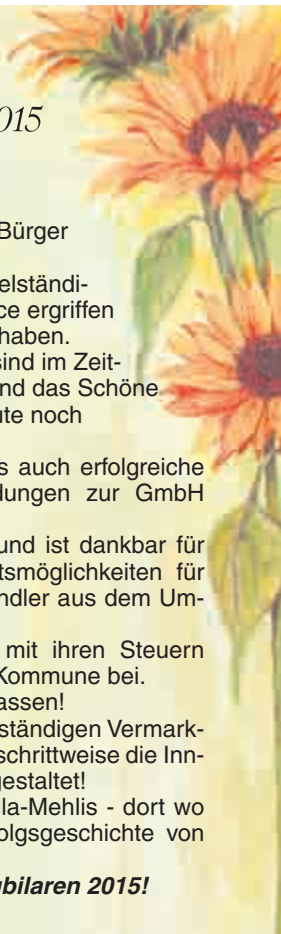 2015
Bürger
elständi-
ce ergriffen
haben.
sind im Zeit-
nd das Schöne
ute noch
s auch erfolgreiche
dungen zur GmbH
und ist dankbar für
tsmöglichkeiten für
ndler aus dem Um-
mit ihren Steuern
Kommune bei.
assen!
ständigen Vermark-
schrittweise die Inn-
gestaltet!
la-Mehlis - dort wo
olgsgeschichte von
ubilaren 2015!